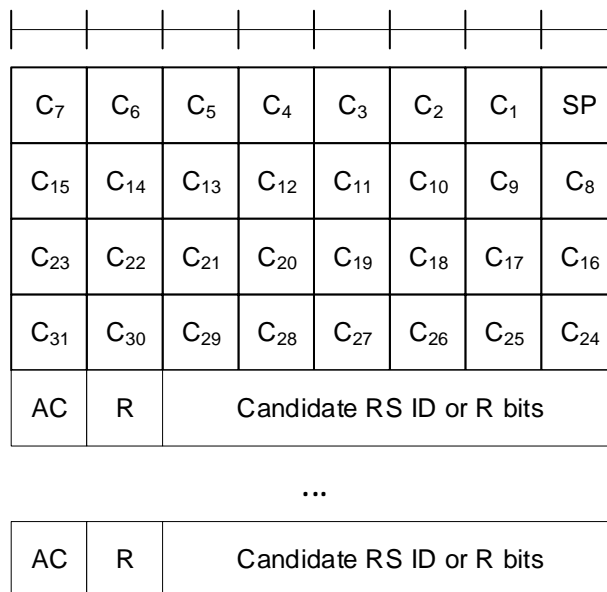 C₇ C₆ C₅ C₄ C₃ C₂ C₁ SP
C₁₅ C₁₄ C₁₃ C₁₂ C₁₁ C₁₀ C₉ C₈
C₂₃ C₂₂ C₂₁ C₂₀ C₁₉ C₁₈ C₁₇ C₁₆
C₃₁ C₃₀ C₂₉ C₂₈ C₂₇ C₂₆ C₂₅ C₂₄
AC R Candidate RS ID or R bits
...
AC R Candidate RS ID or R bits